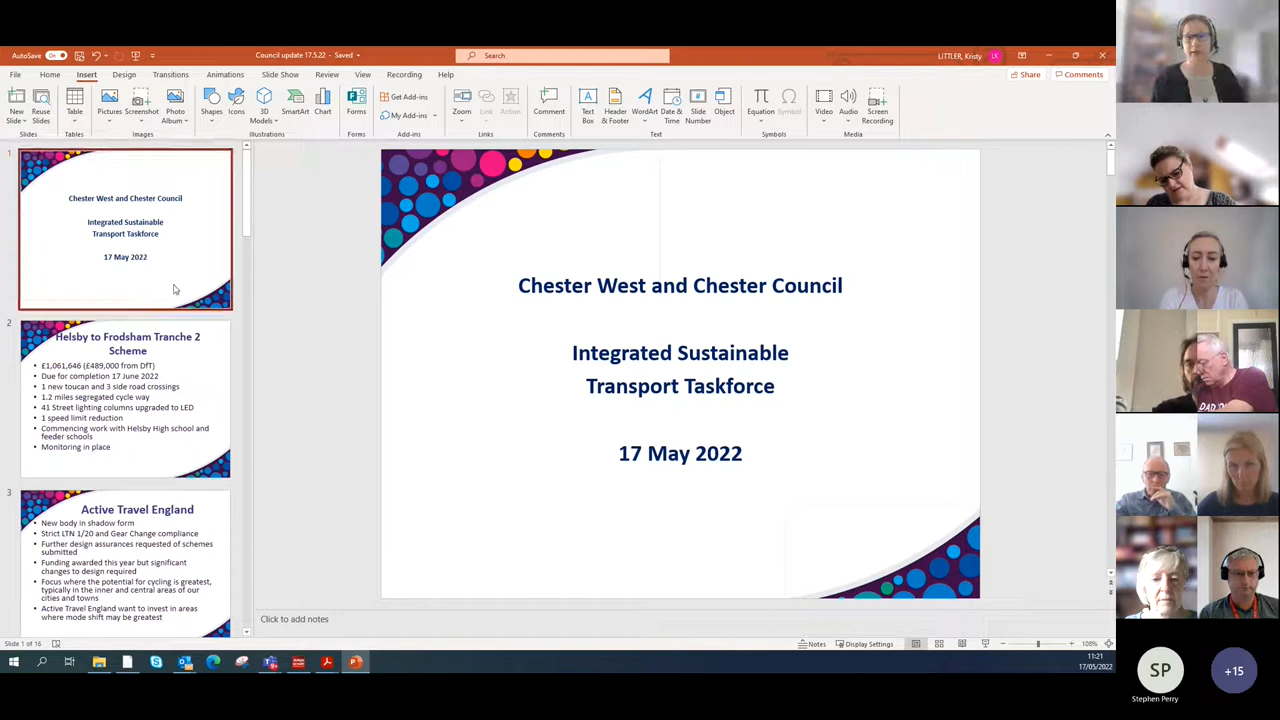 AutoSave
On
Council update 17.5.22 - Saved
Search
LITTLER, Kristy
LK
File
Home
Insert
Design
Transitions
Animations
Slide Show
Review
View
Recording
Help
Share
Comments
New
Slide
Reuse
Slides
Table
Pictures
Screenshot
Photo
Album
Shapes
Icons
3D
Models
SmartArt
Chart
Forms
Get Add-ins
My Add-ins
Zoom
Link
Action
Comment
Text
Box
Header
& Footer
WordArt
Date &
Time
Slide
Number
Object
Equation
Symbol
Video
Audio
Screen
Recording
Slides
Tables
Images
Illustrations
Forms
Add-ins
Links
Comments
Text
Symbols
Media
1
Chester West and Chester Council
Integrated Sustainable
Transport Taskforce
17 May 2022
2
Helsby to Frodsham Tranche 2
Scheme
• £1,061,646 (£489,000 from DfT)
• Due for completion 17 June 2022
• 1 new toucan and 3 side road crossings
• 1.2 miles segregated cycle way
• 41 Street lighting columns upgraded to LED
• 1 speed limit reduction
• Commencing work with Helsby High school and
feeder schools
• Monitoring in place
3
Active Travel England
• New body in shadow form
• Strict LTN 1/20 and Gear Change compliance
• Further design assurances requested of schemes
submitted
• Funding awarded this year but significant
changes to design required
• Focus where the potential for cycling is greatest,
typically in the inner and central areas of our
cities and towns
• Active Travel England want to invest in areas
where mode shift may be greatest
Chester West and Chester Council
Integrated Sustainable
Transport Taskforce
17 May 2022
Click to add notes
Slide 1 of 16
Notes
Display Settings
108%
11:21
17/05/2022
SP
Stephen Perry
+15